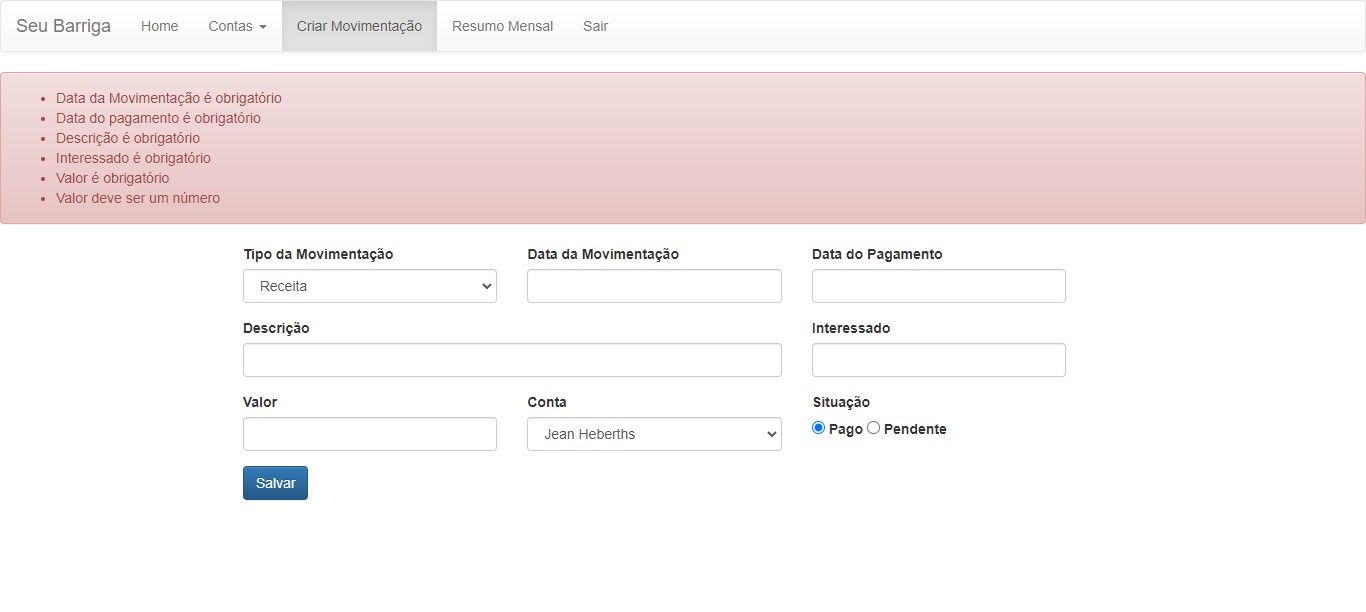 Seu Barriga Home Contas Criar Movimentação Resumo Mensal Sair
Data da Movimentação é obrigatório
Data do pagamento é obrigatório
Descrição é obrigatório
Interessado é obrigatório
Valor é obrigatório
Valor deve ser um número
Tipo da Movimentação Data da Movimentação Data do Pagamento
Receita
Descrição Interessado
Valor Conta Situação
Jean Heberths Pago Pendente
Salvar